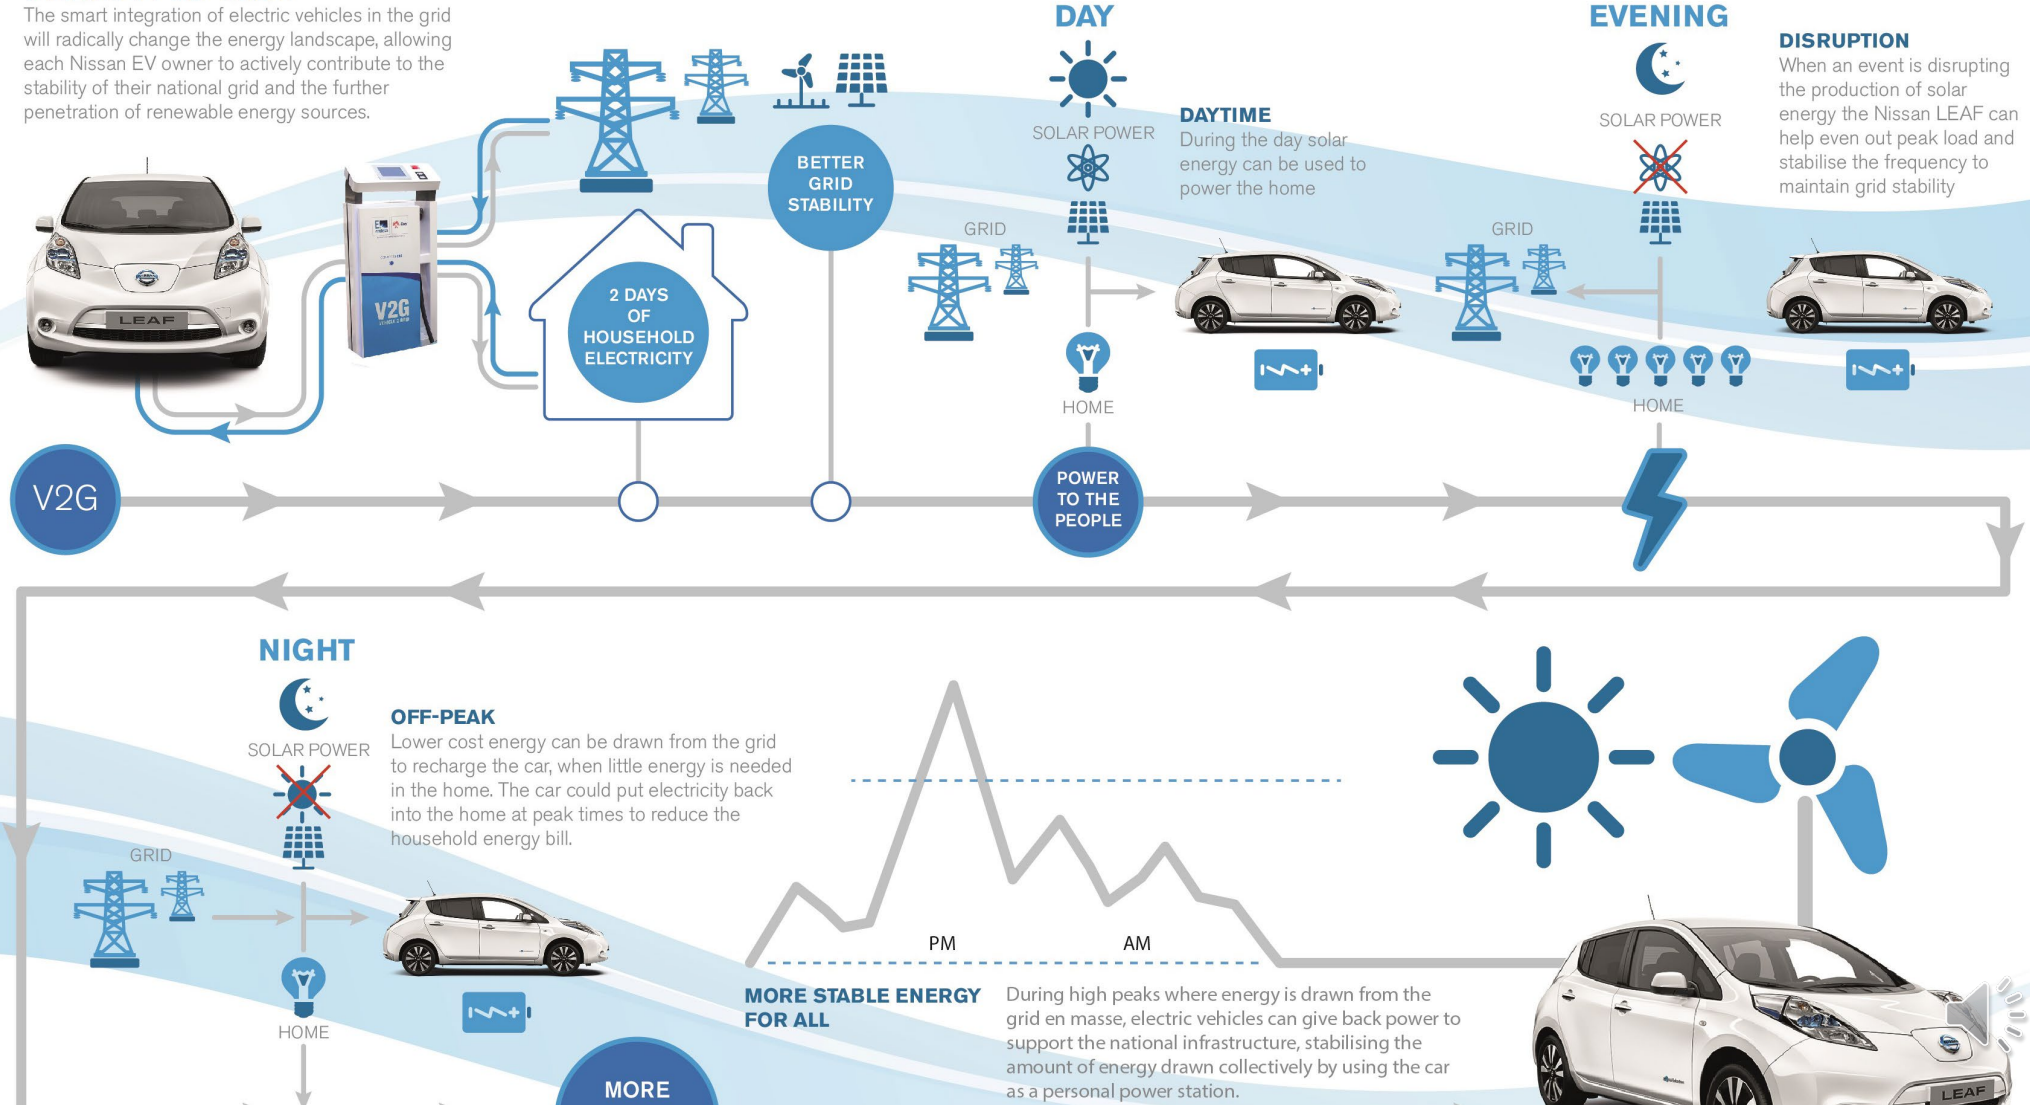 The smart integration of electric vehicles in the grid
will radically change the energy landscape, allowing
each Nissan EV owner to actively contribute to the
stability of their national grid and the further
penetration of renewable energy sources.
LEAF
V2G
2 DAYS
OF
HOUSEHOLD
ELECTRICITY
BETTER
GRID
STABILITY
DAY
SOLAR POWER
DAYTIME
During the day solar
energy can be used to
power the home
GRID
HOME
EVENING
SOLAR POWER
DISRUPTION
When an event is disrupting
the production of solar
energy the Nissan LEAF can
help even out peak load and
stabilise the frequency to
maintain grid stability
GRID
HOME
V2G
POWER
TO THE
PEOPLE
NIGHT
SOLAR POWER
OFF-PEAK
Lower cost energy can be drawn from the grid
to recharge the car, when little energy is needed
in the home. The car could put electricity back
into the home at peak times to reduce the
household energy bill.
GRID
HOME
MORE
PM
AM
MORE STABLE ENERGY
FOR ALL
During high peaks where energy is drawn from the
grid en masse, electric vehicles can give back power to
support the national infrastructure, stabilising the
amount of energy drawn collectively by using the car
as a personal power station.
LEAF